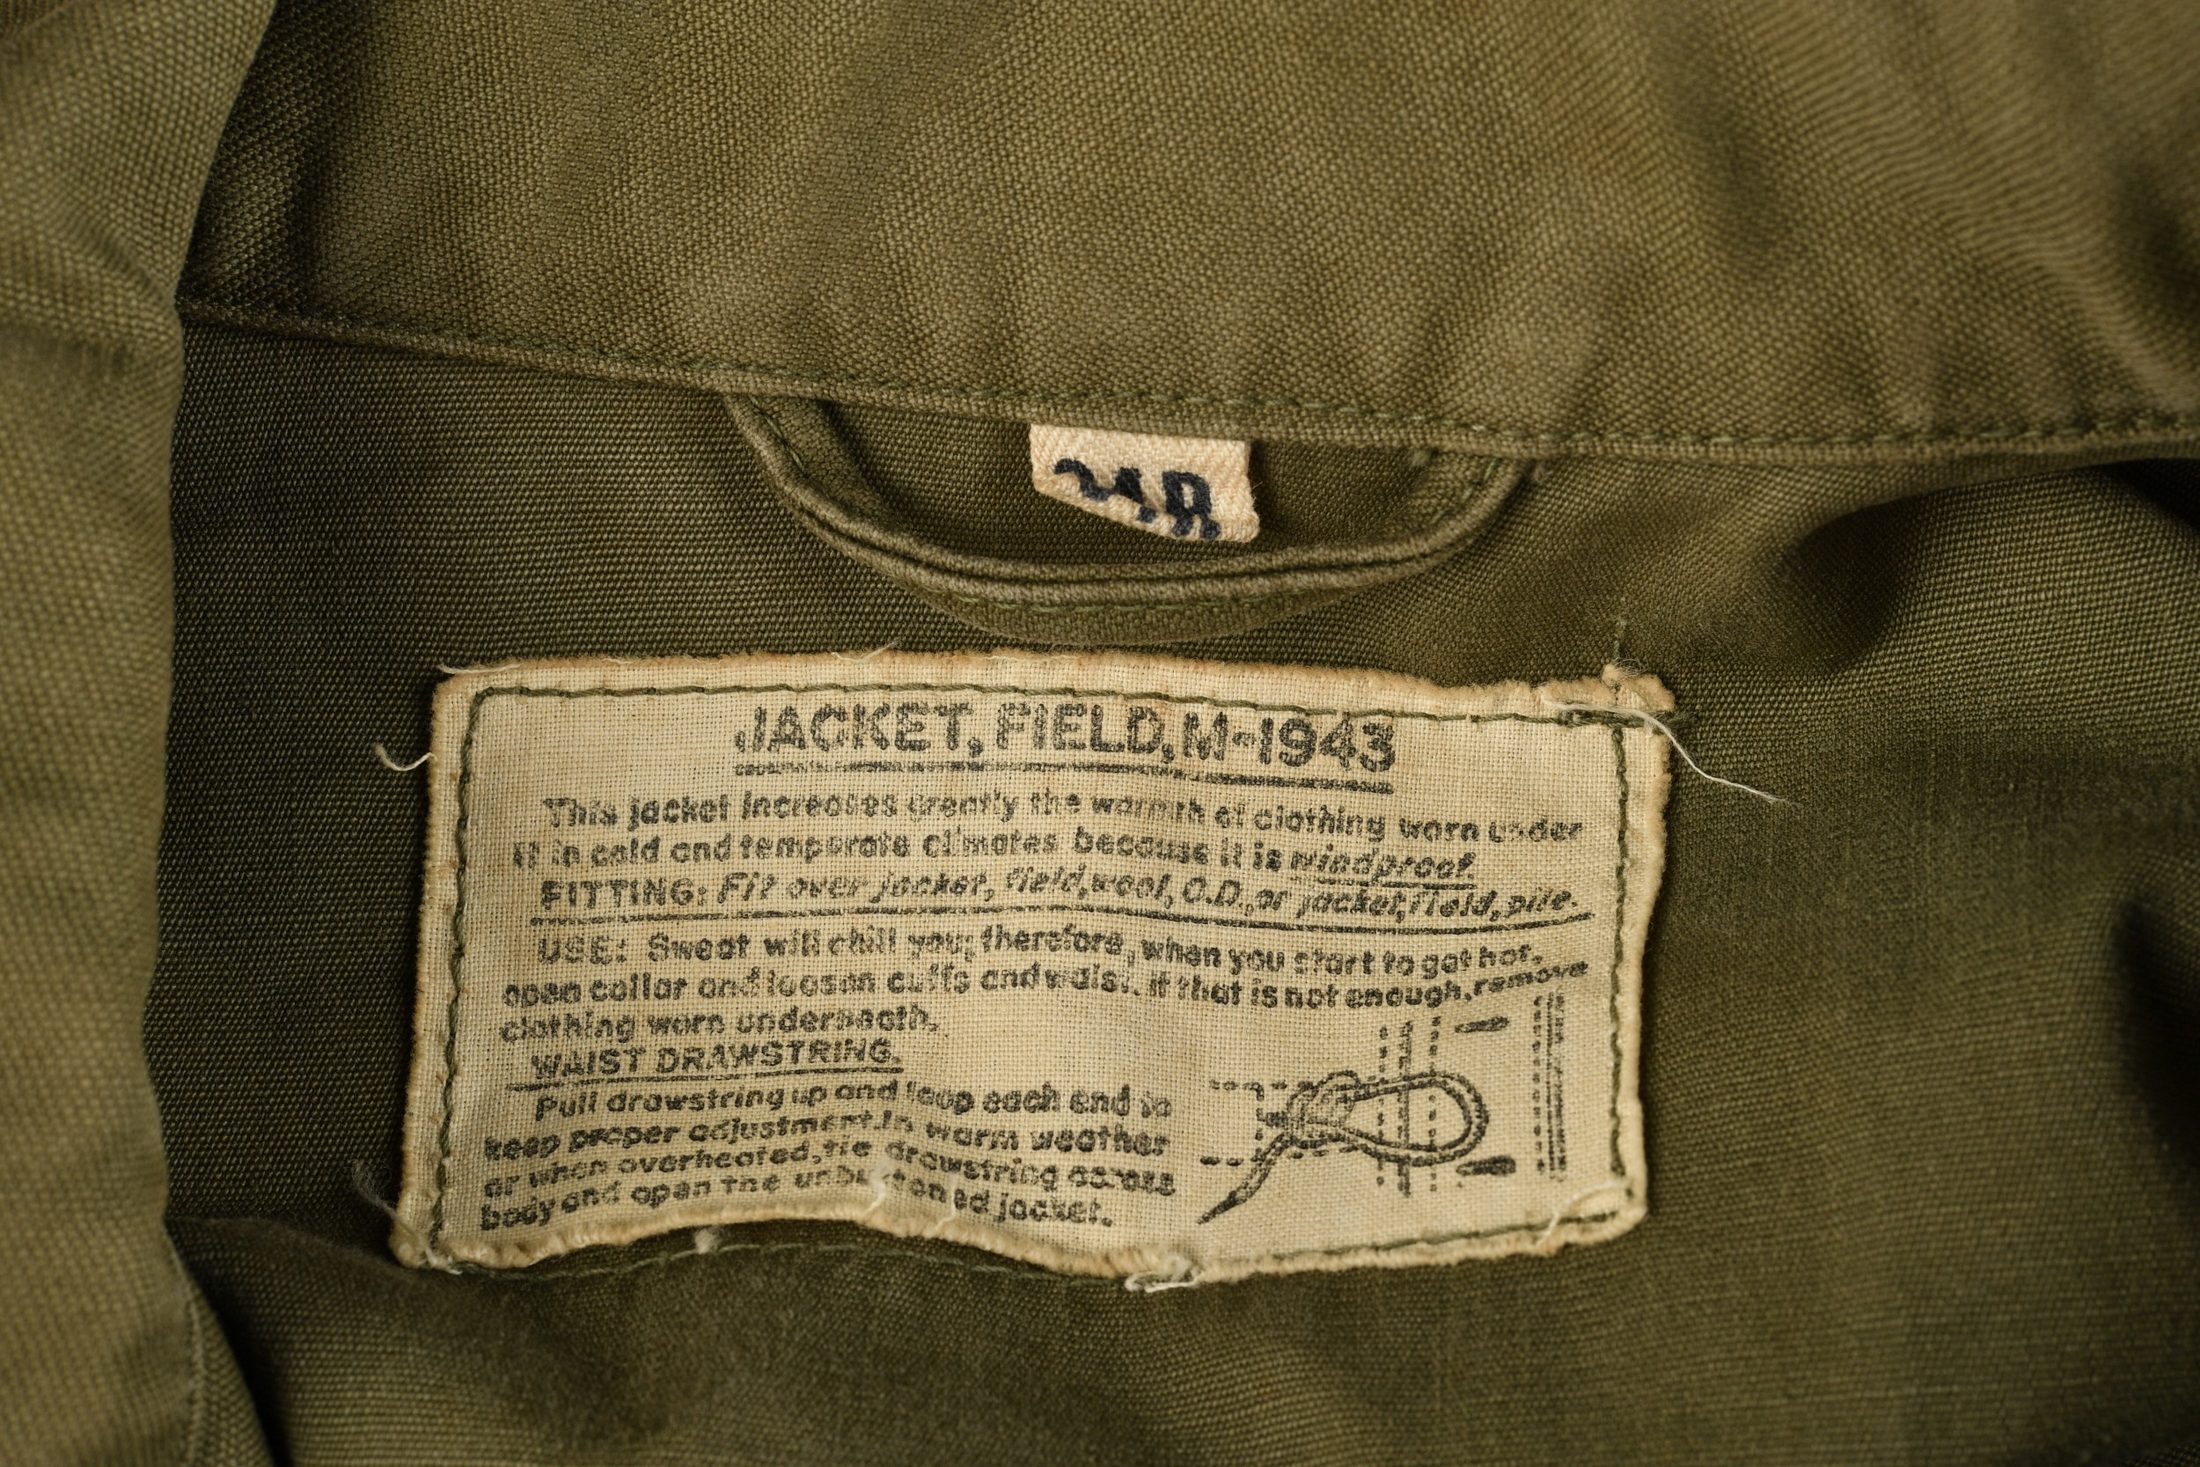 JACKET, FIELD, M-1943
This jacket increases greatly the warmth of clothing worn under
it in cold and temperate climates because it is windproof.
FITTING: Fit over jacket, field, wool, O.D., or jacket, field, pile.
USE: Sweat will chill you; therefore, when you start to get hot,
open collar and loosen cuffs and waist. If that is not enough, remove
clothing worn underneath.
WAIST DRAWSTRING.
Pull drawstring up and loop each end to
keep proper adjustment. In warm weather
or when overheated, tie drawstring across
body and open the unbuttoned jacket.